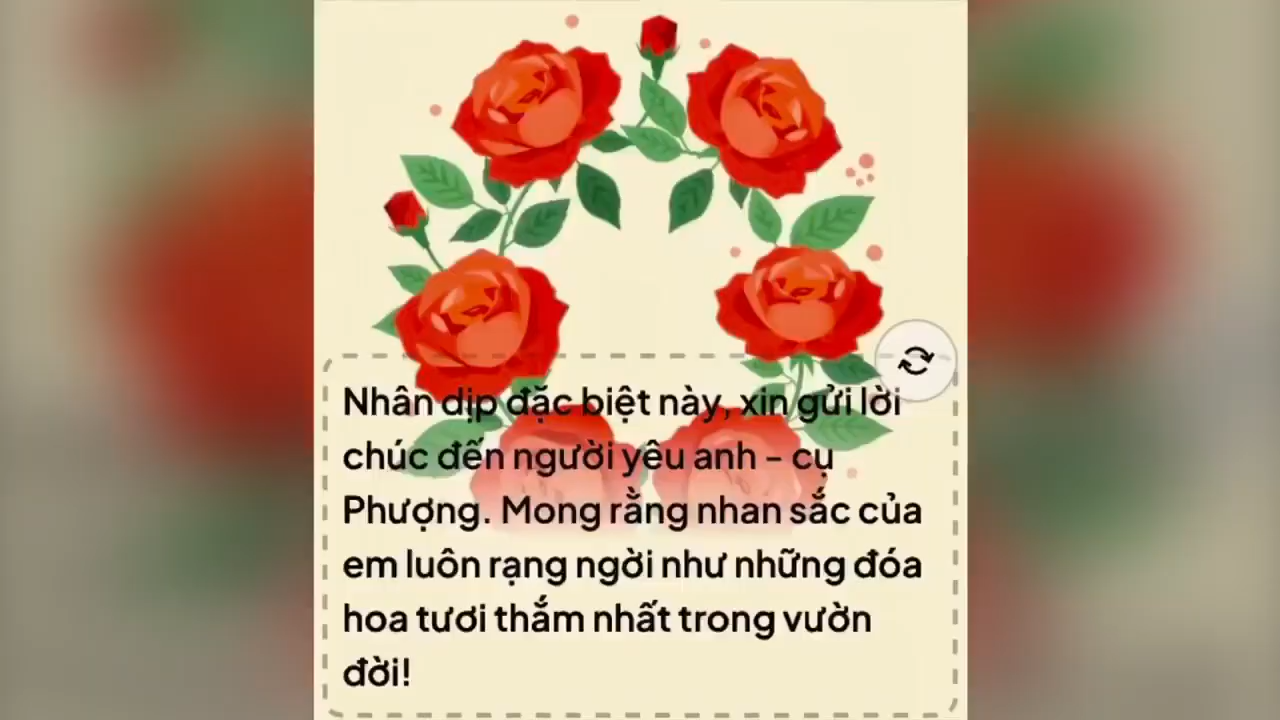 Nhân dịp đặc biệt này, xin gửi lời
chúc đến người yêu anh - cụ
Phượng. Mong rằng nhan sắc của
em luôn rạng ngời như những đóa
hoa tươi thắm nhất trong vườn
đời!